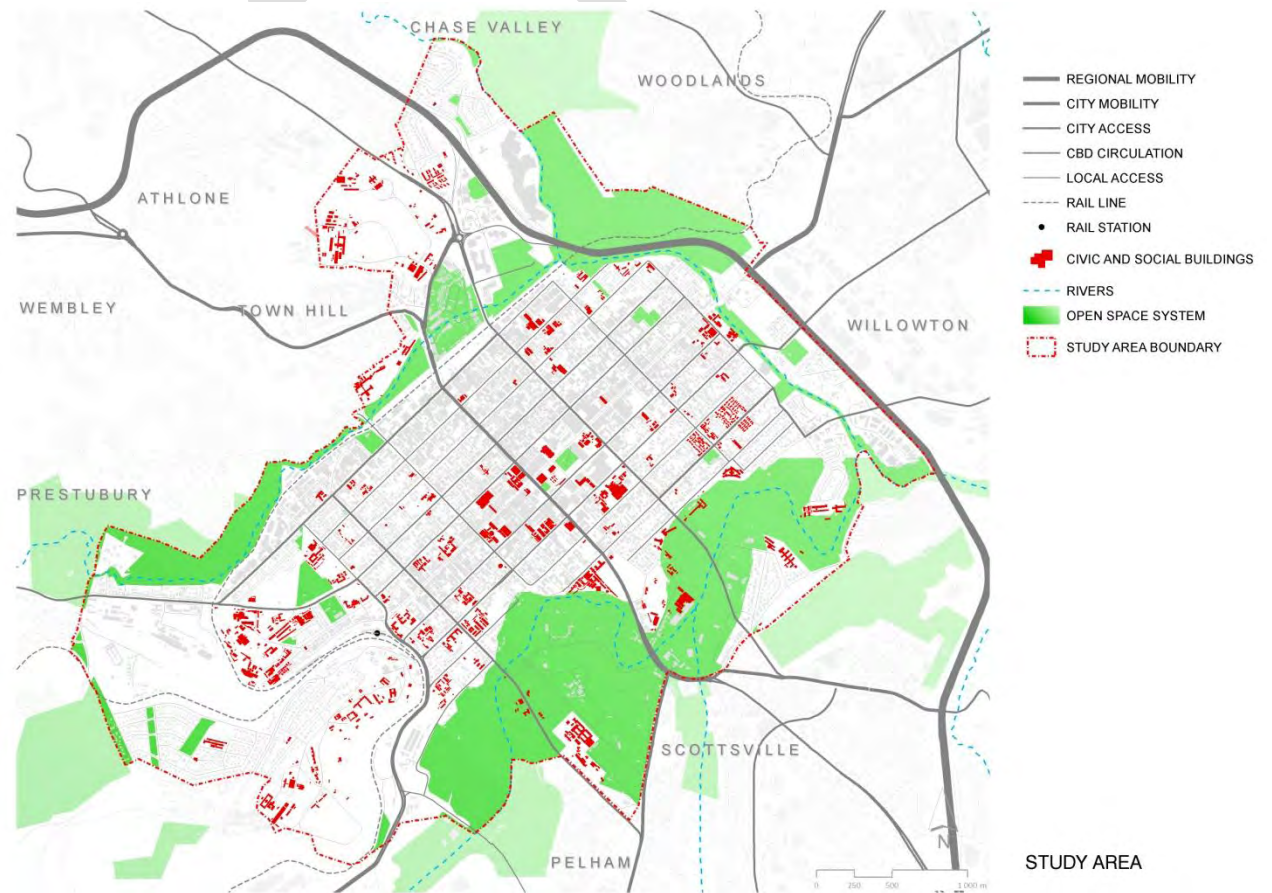 CHASE VALLEY
WOODLANDS
ATHLONE
WEMBLEY
TOWN HILL
WILLOWTON
PRESTUBURY
SCOTTSVILLE
PELHAM
REGIONAL MOBILITY
CITY MOBILITY
CITY ACCESS
CBD CIRCULATION
LOCAL ACCESS
RAIL LINE
RAIL STATION
CIVIC AND SOCIAL BUILDINGS
RIVERS
OPEN SPACE SYSTEM
STUDY AREA BOUNDARY
N
0 250 500 1 000 m
STUDY AREA